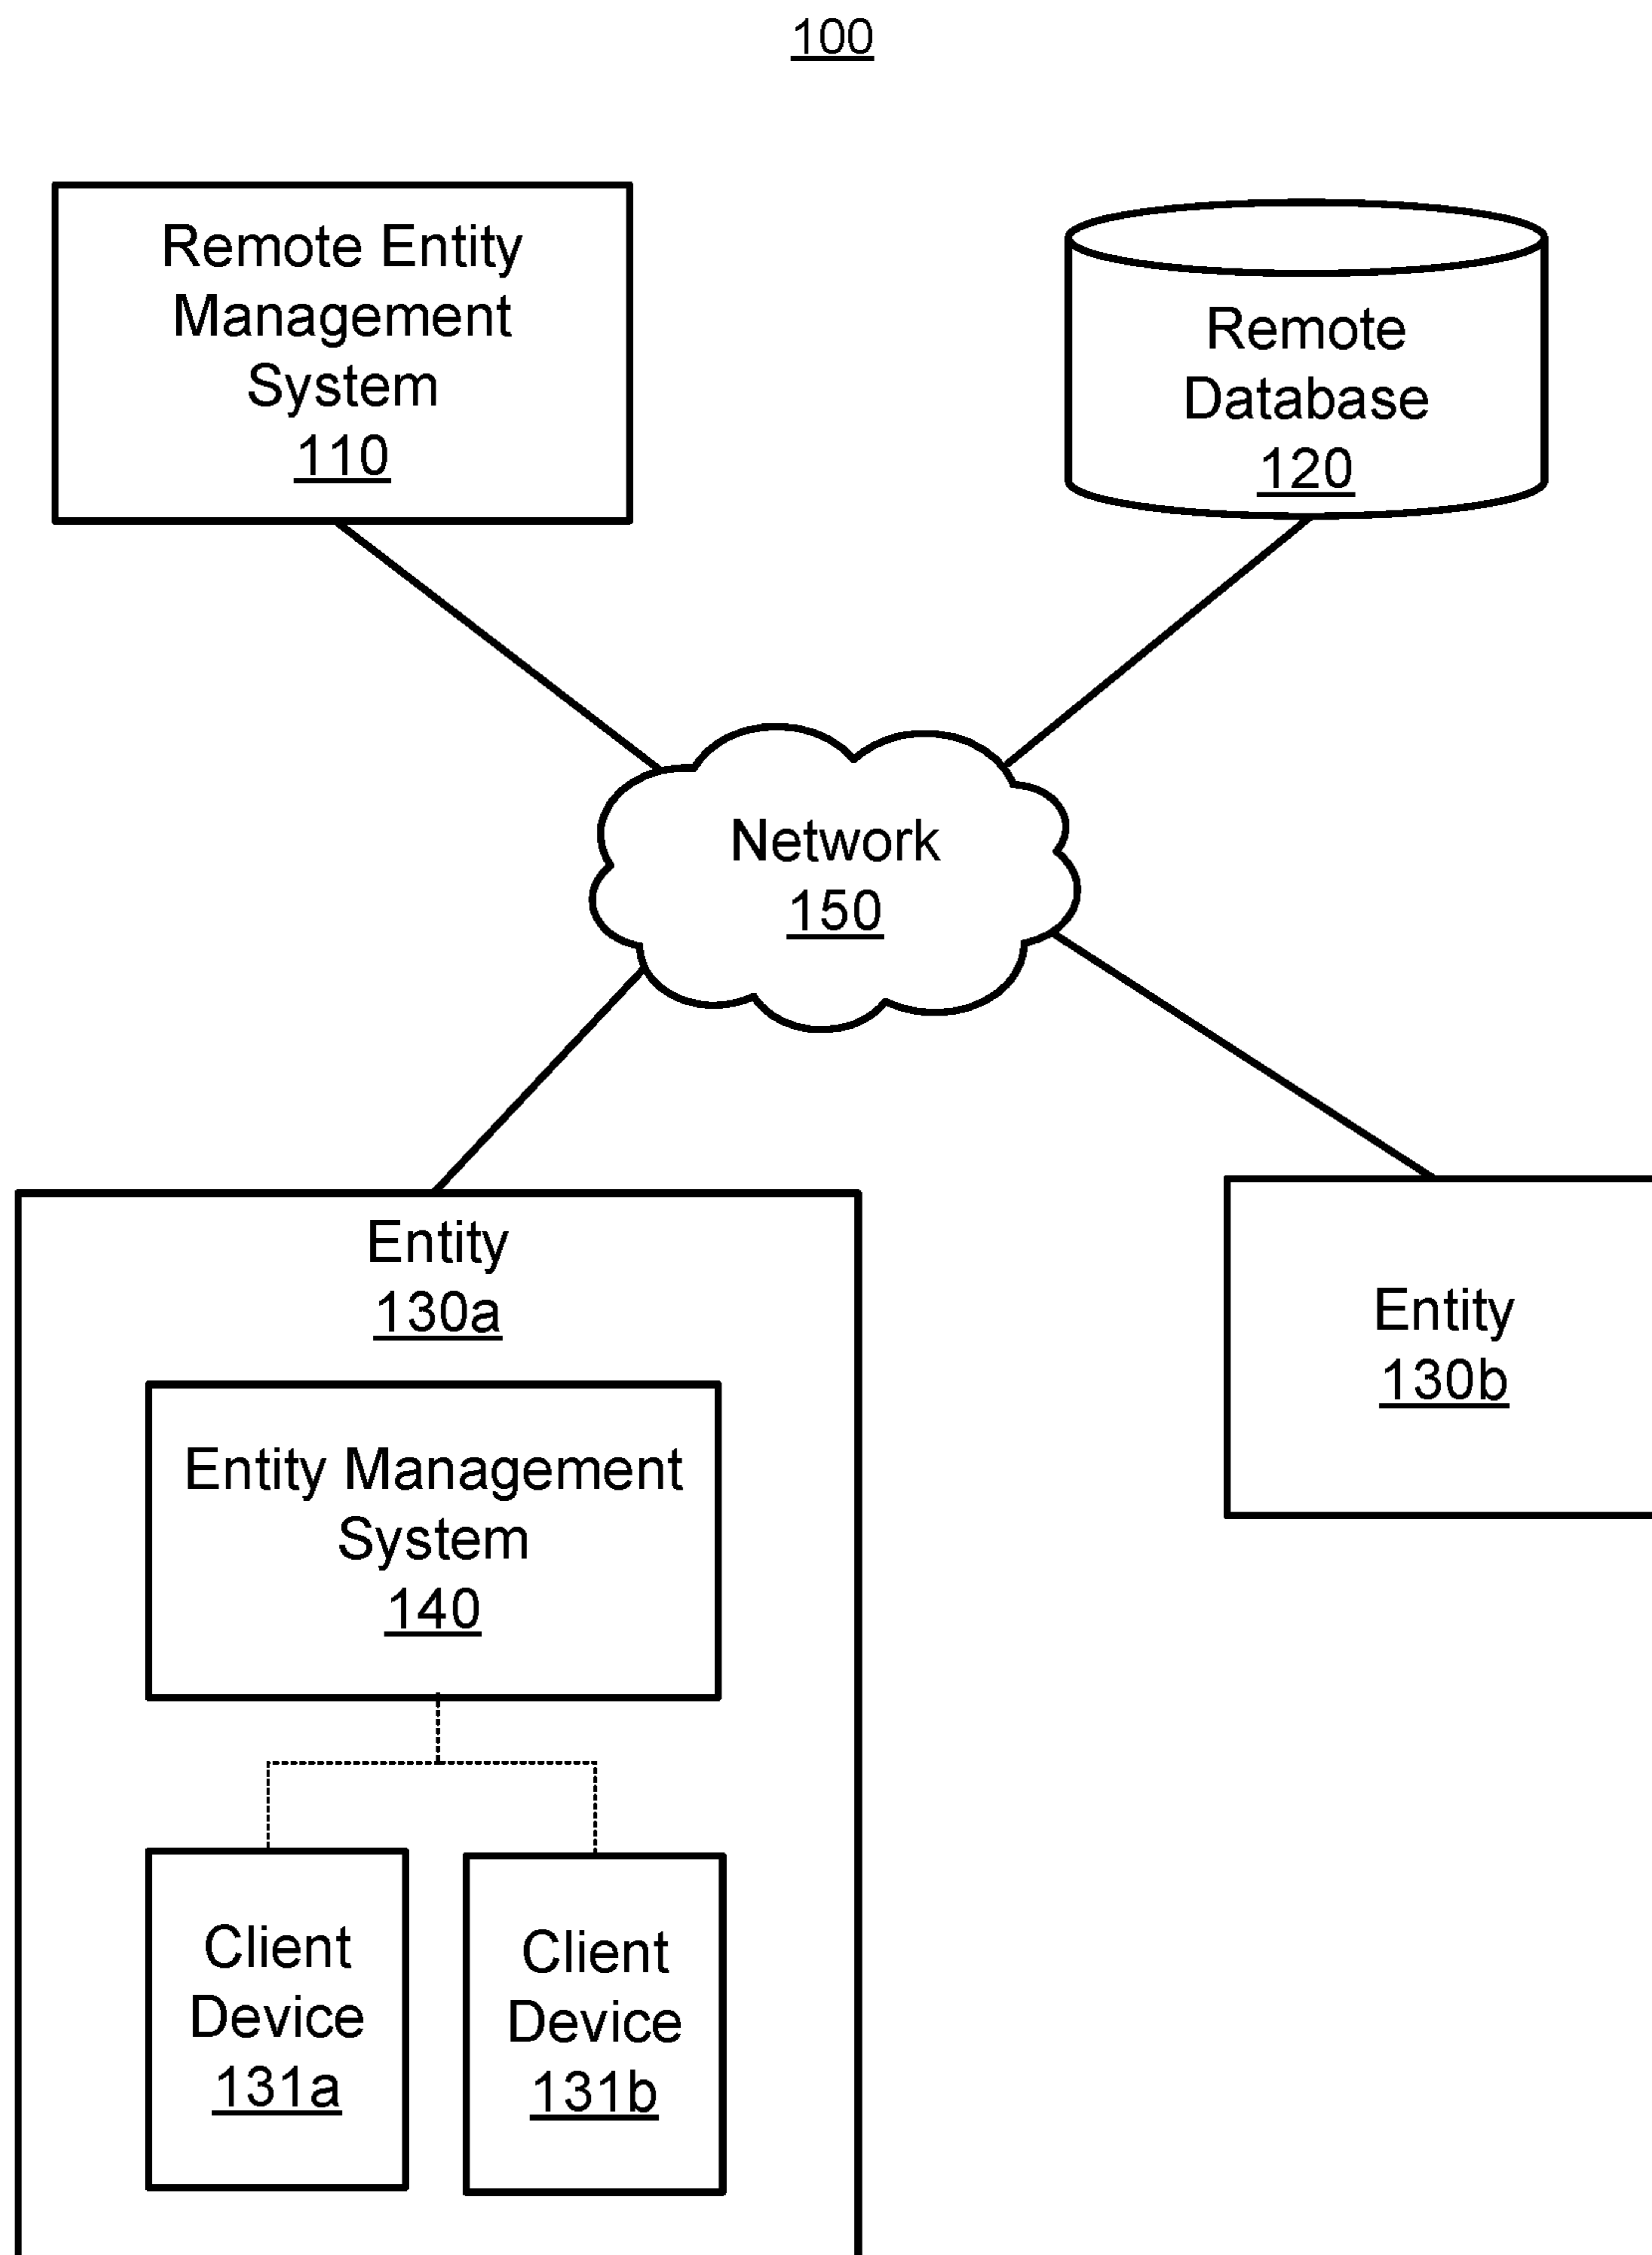 100
Remote Entity
Management
System
110
Remote
Database
120
Network
150
Entity
130a
Entity
130b
Entity Management
System
140
Client
Device
131a
Client
Device
131b